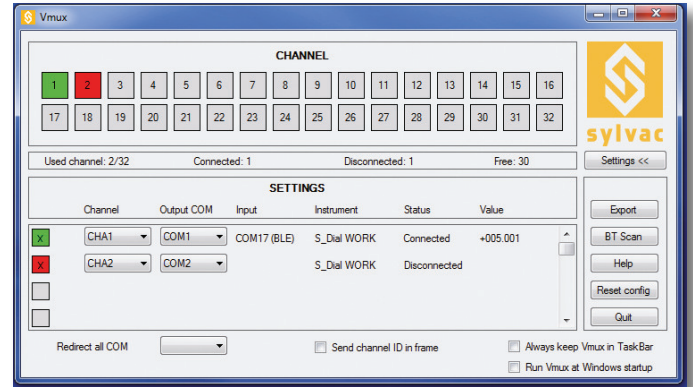 Vmux
CHANNEL
1 2 3 4 5 6 7 8 9 10 11 12 13 14 15 16
17 18 19 20 21 22 23 24 25 26 27 28 29 30 31 32
sylvac
Used channel: 2/32 Connected: 1 Disconnected: 1 Free: 30 Settings <<
SETTINGS
Channel Output COM Input Instrument Status Value
X CHA1 COM1 COM17 (BLE) S_Dial WORK Connected +005.001
X CHA2 COM2 S_Dial WORK Disconnected
Export
BT Scan
Help
Reset config
Quit
Redirect all COM Send channel ID in frame Always keep Vmux in TaskBar
Run Vmux at Windows startup